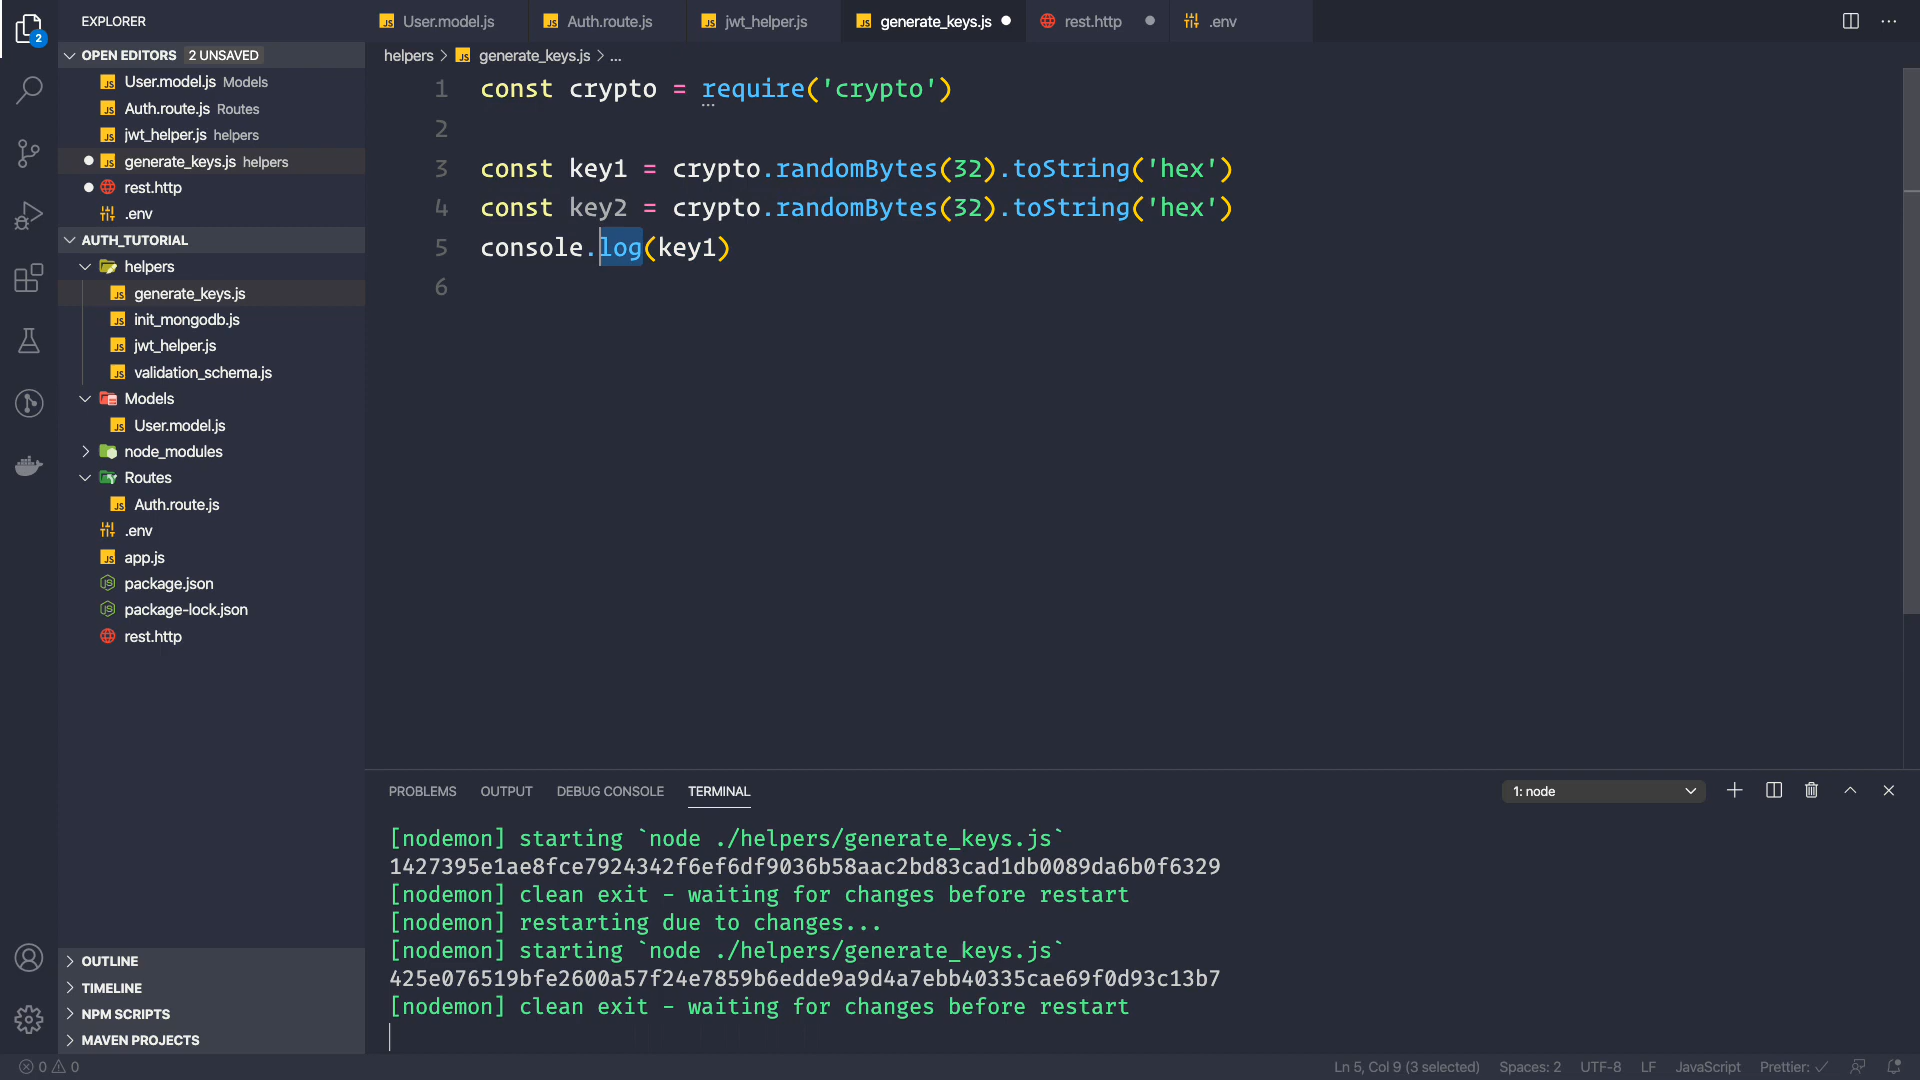 EXPLORER
OPEN EDITORS 2 UNSAVED
User.model.js Models
Auth.route.js Routes
jwt_helper.js helpers
generate_keys.js helpers
rest.http
.env
AUTH_TUTORIAL
helpers
generate_keys.js
init_mongodb.js
jwt_helper.js
validation_schema.js
Models
User.model.js
node_modules
Routes
Auth.route.js
.env
app.js
package.json
package-lock.json
rest.http
OUTLINE
TIMELINE
NPM SCRIPTS
MAVEN PROJECTS
2
User.model.js Auth.route.js jwt_helper.js generate_keys.js rest.http .env
helpers > generate_keys.js > ...
1 const crypto = require('crypto')
2
3 const key1 = crypto.randomBytes(32).toString('hex')
4 const key2 = crypto.randomBytes(32).toString('hex')
5 console.log(key1)
6
PROBLEMS OUTPUT DEBUG CONSOLE TERMINAL 1: node
[nodemon] starting `node ./helpers/generate_keys.js`
1427395e1ae8fce7924342f6ef6df9036b58aac2bd83cad1db0089da6b0f6329
[nodemon] clean exit - waiting for changes before restart
[nodemon] restarting due to changes...
[nodemon] starting `node ./helpers/generate_keys.js`
425e076519bfe2600a57f24e7859b6edde9a9d4a7ebb40335cae69f0d93c13b7
[nodemon] clean exit - waiting for changes before restart
0 0 Ln 5, Col 9 (3 selected) Spaces: 2 UTF-8 LF JavaScript Prettier: ✓